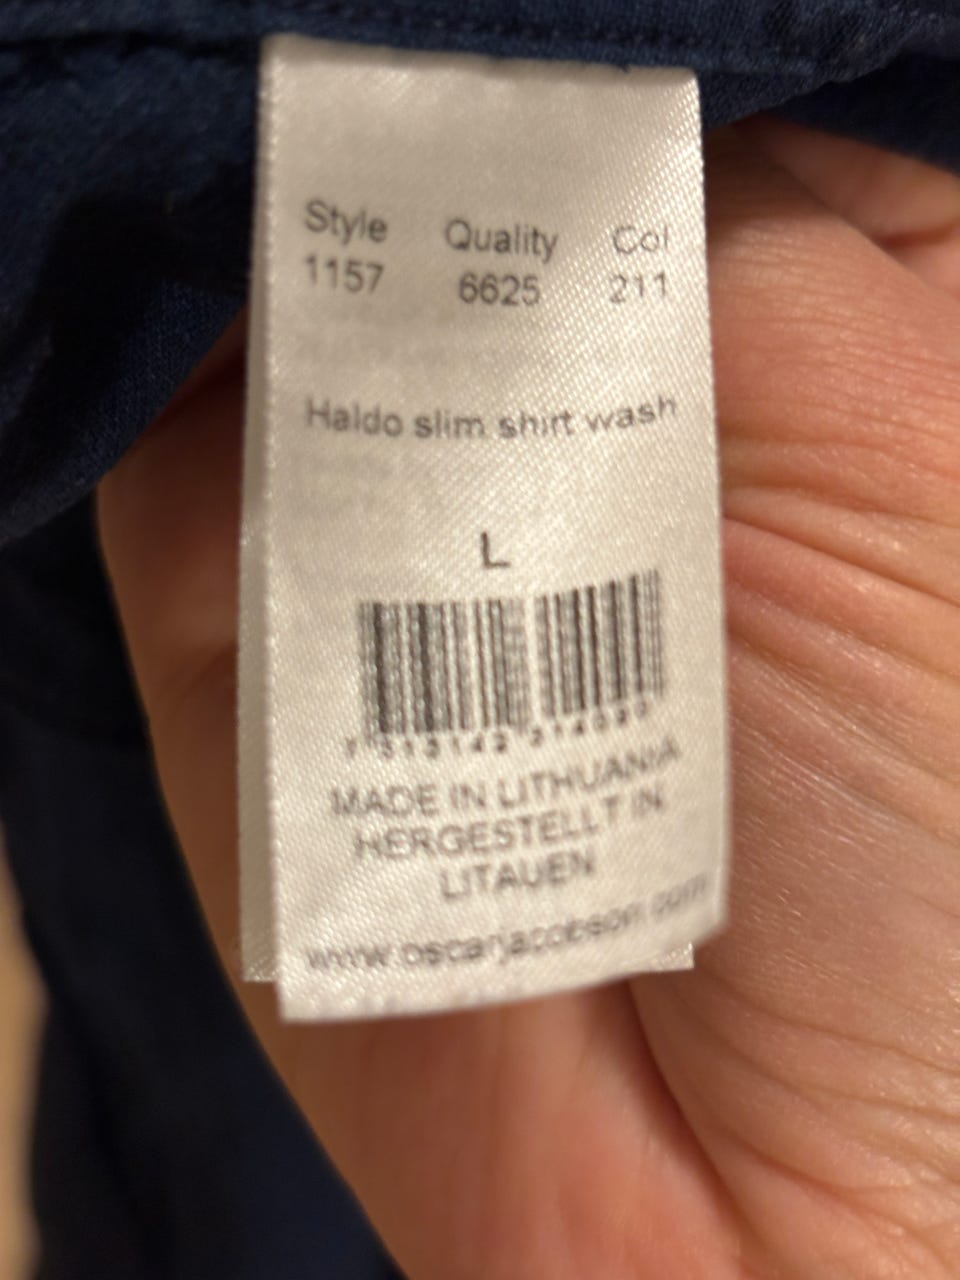 Style Quality Col
1157 6625 211
Haldo slim shirt wash
L
MADE IN LITHUANIA
HERGESTELLT IN
LITAUEN
www.oscarjacobson.com